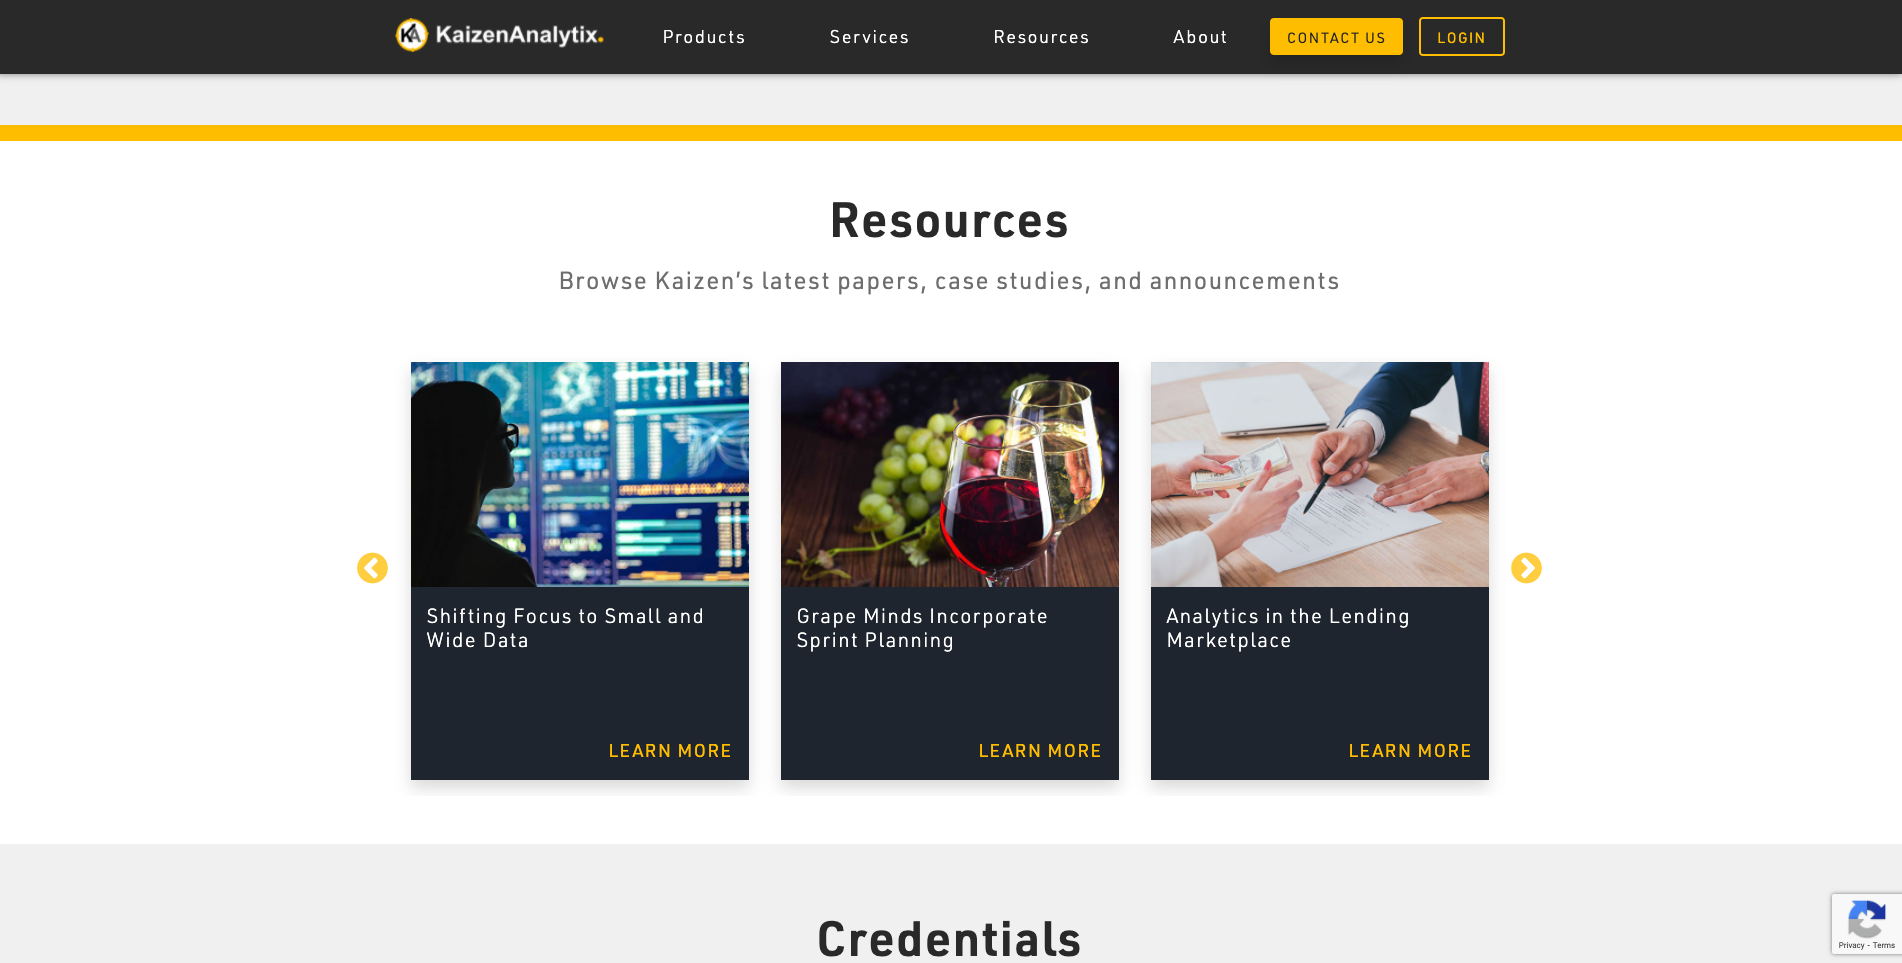 KA KaizenAnalytix.
Products
Services
Resources
About
CONTACT US
LOGIN
Resources
Browse Kaizen’s latest papers, case studies, and announcements
Shifting Focus to Small and
Wide Data
LEARN MORE
Grape Minds Incorporate
Sprint Planning
LEARN MORE
Analytics in the Lending
Marketplace
LEARN MORE
Credentials
Privacy - Terms